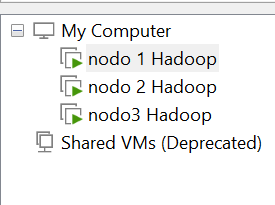 My Computer
nodo 1 Hadoop
nodo 2 Hadoop
nodo3 Hadoop
Shared VMs (Deprecated)